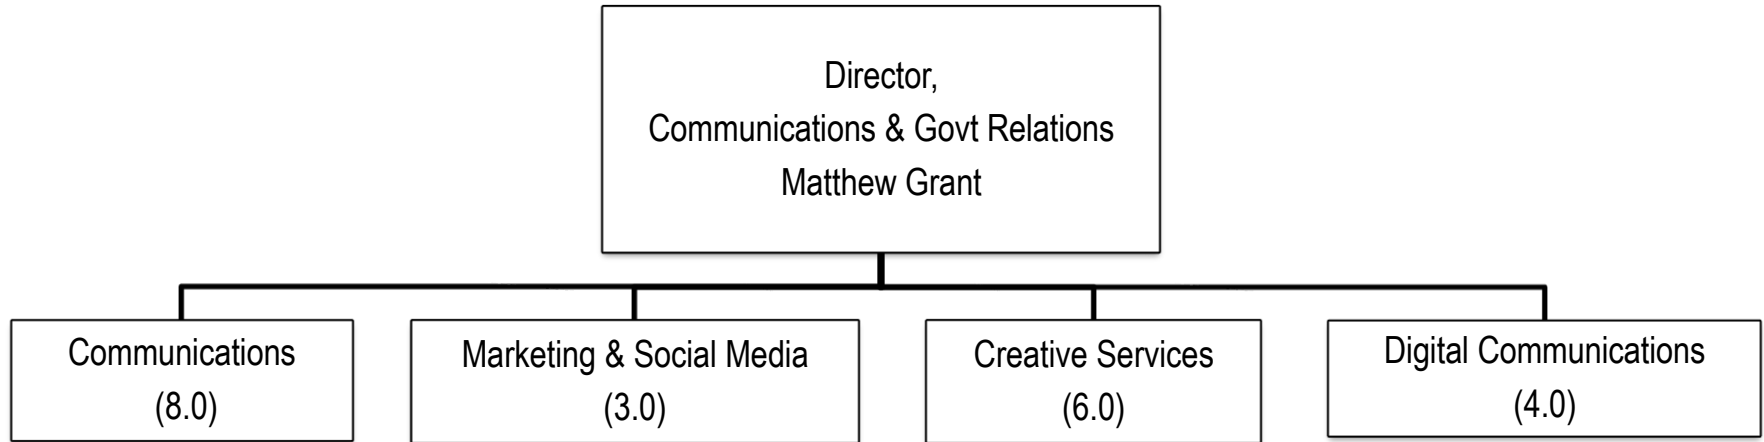 Director,
Communications & Govt Relations
Matthew Grant
Communications
(8.0)
Marketing & Social Media
(3.0)
Creative Services
(6.0)
Digital Communications
(4.0)